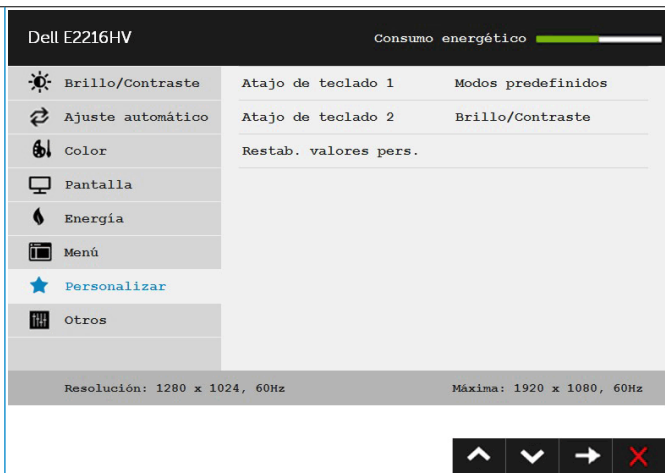 Dell E2216HV
Consumo energético
Brillo/Contraste
Atajo de teclado 1
Modos predefinidos
Ajuste automático
Atajo de teclado 2
Brillo/Contraste
Color
Restab. valores pers.
Pantalla
Energía
Menú
Personalizar
Otros
Resolución: 1280 x 1024, 60Hz
Máxima: 1920 x 1080, 60Hz